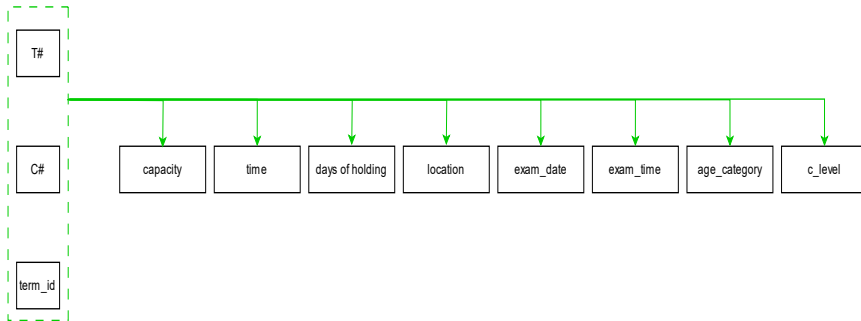 T#
C#
capacity
time
days of holding
location
exam_date
exam_time
age_category
c_level
term_id